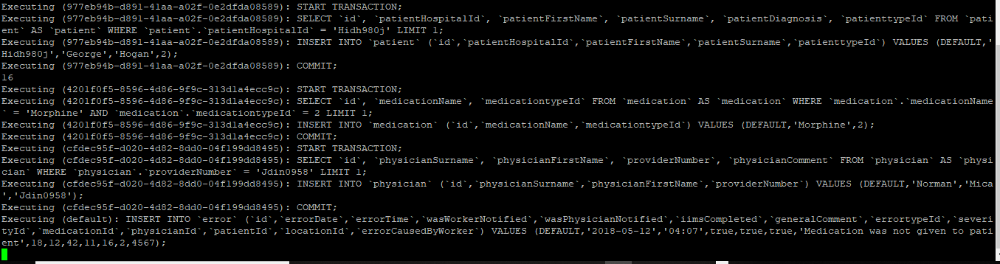 Executing (977eb94b-d891-41aa-a02f-0e2dfda08589): START TRANSACTION;
Executing (977eb94b-d891-41aa-a02f-0e2dfda08589): SELECT `id`, `patientHospitalId`, `patientFirstName`, `patientSurname`, `patientDiagnosis`, `patienttypeId` FROM `pati
ent` AS `patient` WHERE `patient`.`patientHospitalId` = 'Hidh980j' LIMIT 1;
Executing (977eb94b-d891-41aa-a02f-0e2dfda08589): INSERT INTO `patient` (`id`,`patientHospitalId`,`patientFirstName`,`patientSurname`,`patienttypeId`) VALUES (DEFAULT,'
Hidh980j','George','Hogan',2);
Executing (977eb94b-d891-41aa-a02f-0e2dfda08589): COMMIT;
16
Executing (4201f0f5-8596-4d86-9f9c-313d1a4ecc9c): START TRANSACTION;
Executing (4201f0f5-8596-4d86-9f9c-313d1a4ecc9c): SELECT `id`, `medicationName`, `medicationtypeId` FROM `medication` AS `medication` WHERE `medication`.`medicationName
` = 'Morphine' AND `medication`.`medicationtypeId` = 2 LIMIT 1;
Executing (4201f0f5-8596-4d86-9f9c-313d1a4ecc9c): INSERT INTO `medication` (`id`,`medicationName`,`medicationtypeId`) VALUES (DEFAULT,'Morphine',2);
Executing (4201f0f5-8596-4d86-9f9c-313d1a4ecc9c): COMMIT;
Executing (cfdec95f-d020-4d82-8dd0-04f199dd8495): START TRANSACTION;
Executing (cfdec95f-d020-4d82-8dd0-04f199dd8495): SELECT `id`, `physicianSurname`, `physicianFirstName`, `providerNumber`, `physicianComment` FROM `physician` AS `physi
cian` WHERE `physician`.`providerNumber` = 'Jdin0958' LIMIT 1;
Executing (cfdec95f-d020-4d82-8dd0-04f199dd8495): INSERT INTO `physician` (`id`,`physicianSurname`,`physicianFirstName`,`providerNumber`) VALUES (DEFAULT,'Norman','Mica
','Jdin0958');
Executing (cfdec95f-d020-4d82-8dd0-04f199dd8495): COMMIT;
Executing (default): INSERT INTO `error` (`id`,`errorDate`,`errorTime`,`wasWorkerNotified`,`wasPhysicianNotified`,`iimsCompleted`,`generalComment`,`errortypeId`,`severi
tyId`,`medicationId`,`physicianId`,`patientId`,`locationId`,`errorCausedByWorker`) VALUES (DEFAULT,'2018-05-12','04:07',true,true,true,'Medication was not given to pati
ent',18,12,42,11,16,2,4567);